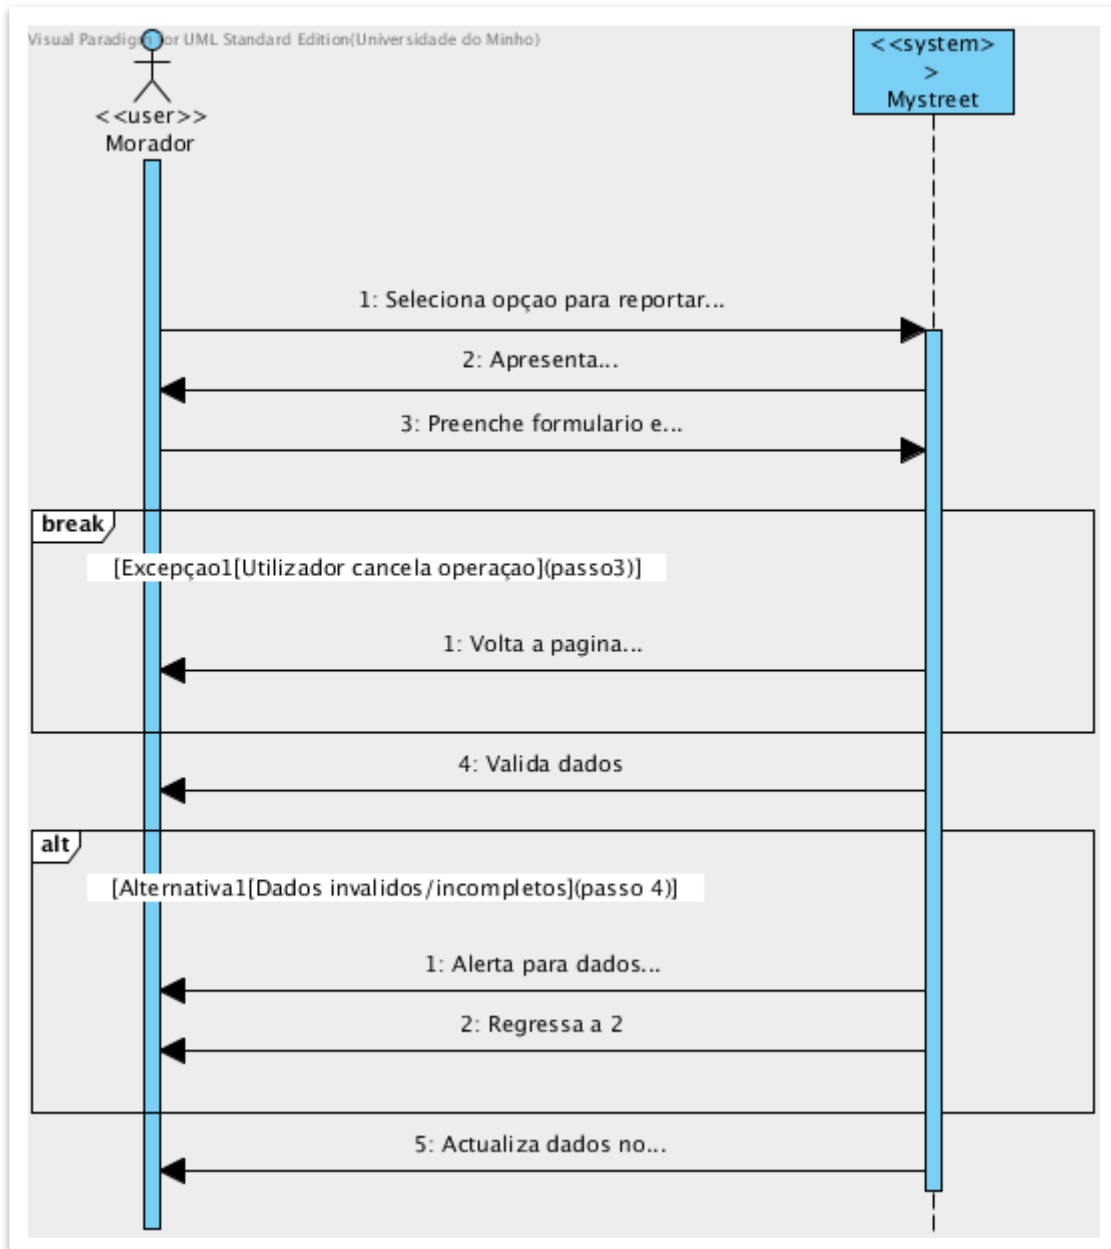 Visual Paradigm for UML Standard Edition(Universidade do Minho)
<<system>
>
Mystreet
<<user>>
Morador
1: Seleciona opçao para reportar...
2: Apresenta...
3: Preenche formulario e...
break
[Excepçao1[Utilizador cancela operaçao](passo3)]
1: Volta a pagina...
4: Valida dados
alt
[Alternativa1[Dados invalidos/incompletos](passo 4)]
1: Alerta para dados...
2: Regressa a 2
5: Actualiza dados no...